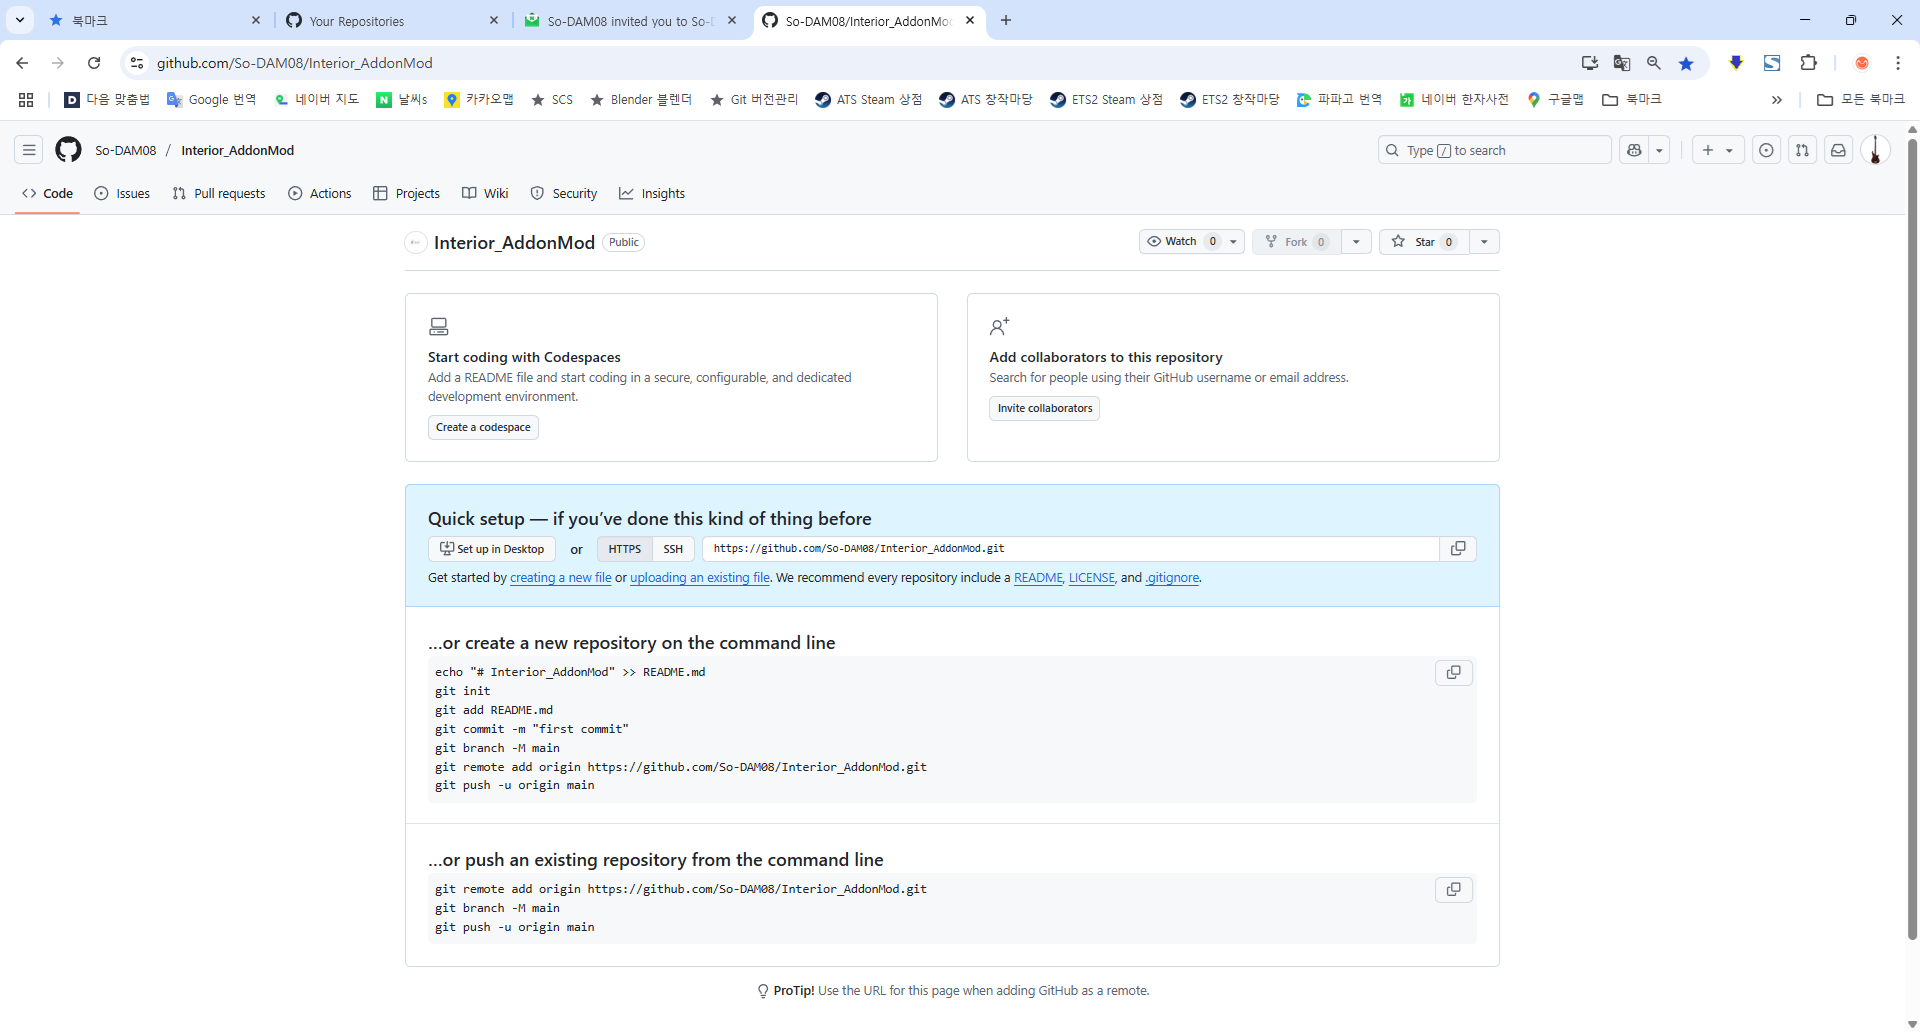 북마크
Your Repositories
So-DAM08 invited you to So-D
So-DAM08/Interior_AddonMod
github.com/So-DAM08/Interior_AddonMod
다음 맞춤법
Google 번역
네이버 지도
날씨s
카카오맵
SCS
Blender 블렌더
Git 버전관리
ATS Steam 상점
ATS 창작마당
ETS2 Steam 상점
ETS2 창작마당
파파고 번역
네이버 한자사전
구글맵
북마크
모든 북마크
So-DAM08 / Interior_AddonMod
Type / to search
Code
Issues
Pull requests
Actions
Projects
Wiki
Security
Insights
Interior_AddonMod Public
Watch 0
Fork 0
Star 0
Start coding with Codespaces
Add a README file and start coding in a secure, configurable, and dedicated
development environment.
Create a codespace
Add collaborators to this repository
Search for people using their GitHub username or email address.
Invite collaborators
Quick setup — if you’ve done this kind of thing before
Set up in Desktop or HTTPS SSH https://github.com/So-DAM08/Interior_AddonMod.git
Get started by creating a new file or uploading an existing file. We recommend every repository include a README, LICENSE, and .gitignore.
…or create a new repository on the command line
echo "# Interior_AddonMod" >> README.md
git init
git add README.md
git commit -m "first commit"
git branch -M main
git remote add origin https://github.com/So-DAM08/Interior_AddonMod.git
git push -u origin main
…or push an existing repository from the command line
git remote add origin https://github.com/So-DAM08/Interior_AddonMod.git
git branch -M main
git push -u origin main
ProTip! Use the URL for this page when adding GitHub as a remote.